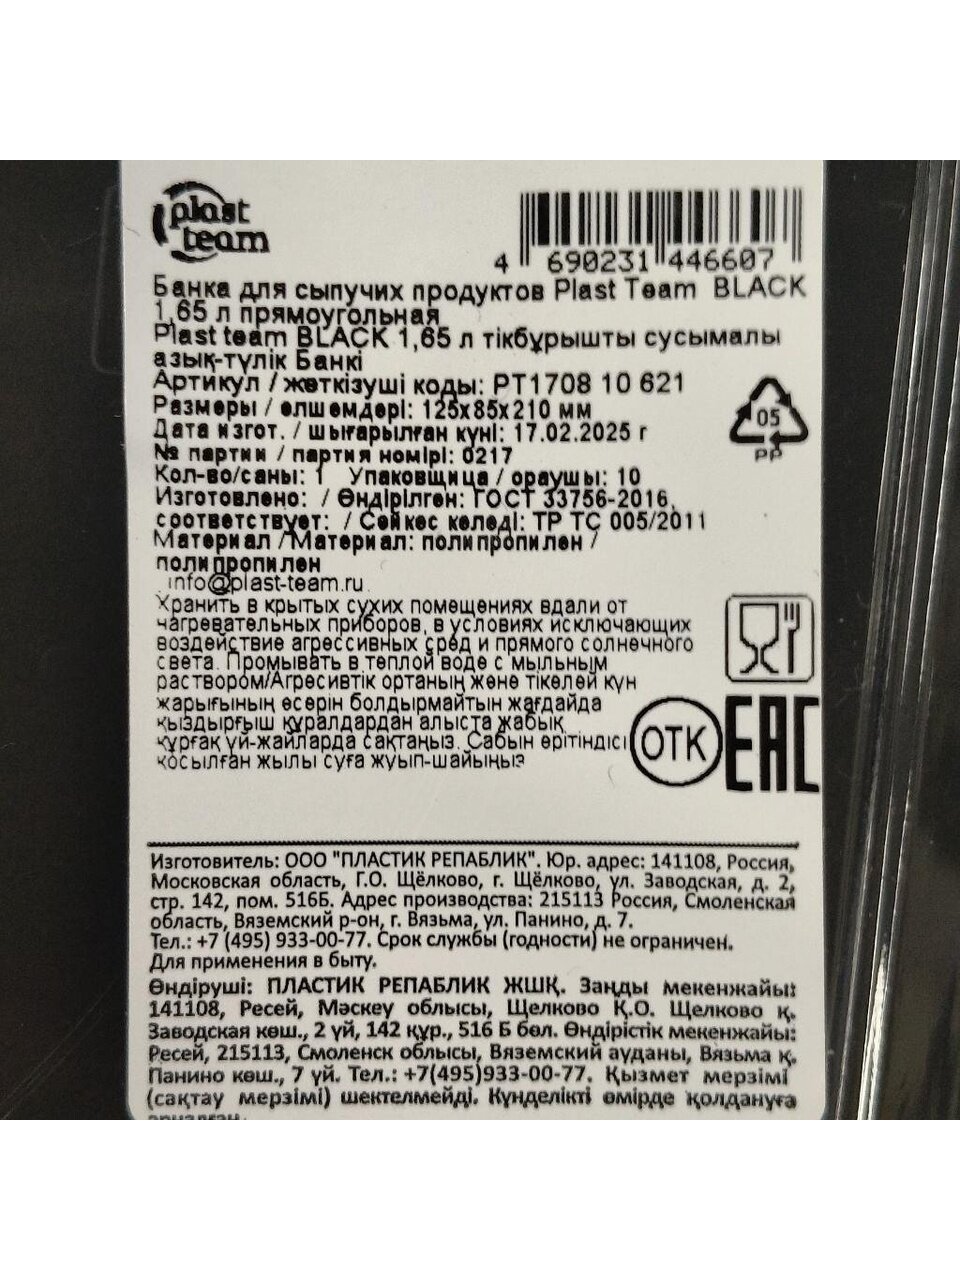 plast
team
4 690231 446607
Банка для сыпучих продуктов Plast Team BLACK
1,65 л прямоугольная
Plast team BLACK 1,65 л тікбұрышты сусымалы
азық-түлік Банкі
Артикул / жөткізуші коды: PT1708 10 621
Размеры / өлшемдері: 125x85x210 мм
Дата изгот. / шығарылған күні: 17.02.2025 г
№ партии / партия номірі: 0217
Кол-во/саны: 1 Упаковщица / ораушы: 10
Изготовлено: / Өндірілген: ГОСТ 33756-2016,
соответствует: / Сәйкес келеді: ТР ТС 005/2011
Материал /Материал: полипропилен /
полипропилен
info@plast-team.ru
05
PP
Хранить в крытых сухих помещениях вдали от
нагревательных приборов, в условиях исключающих
воздействие агрессивных сред и прямого солнечного
света. Промывать в теплой воде с мыльным
раствором/Агресивтік ортаның және тікелей күн
жарығының әсерін болдырмайтын жағдайда
қыздырғыш құралдардан алыста жабық
құрғақ үй-жайларда сақтаңыз. Сабын ерітіндісі
қосылған жылы суға жуып-шайыңыз
ОТК
EAC
Изготовитель: ООО "ПЛАСТИК РЕПАБЛИК". Юр. адрес: 141108, Россия,
Московская область, Г.О. Щёлково, г. Щёлково, ул. Заводская, д. 2,
стр. 142, пом. 516Б. Адрес производства: 215113 Россия, Смоленская
область, Вяземский р-он, г. Вязьма, ул. Панино, д. 7.
Тел.: +7 (495) 933-00-77. Срок службы (годности) не ограничен.
Для применения в быту.
Өндіруші: ПЛАСТИК РЕПАБЛИК ЖШҚ. Заңды мекенжайы:
141108, Ресей, Мәскеу облысы, Щелково Қ.О. Щелково қ.
Заводская көш., 2 үй, 142 құр., 516 Б бөл. Өндірістік мекенжайы:
Ресей, 215113, Смоленск облысы, Вяземский ауданы, Вязьма қ.
Панино көш., 7 үй. Тел.: +7(495)933-00-77. Қызмет мерзімі
(сақтау мерзімі) шектелмейді. Күнделікті өмірде қолдануға